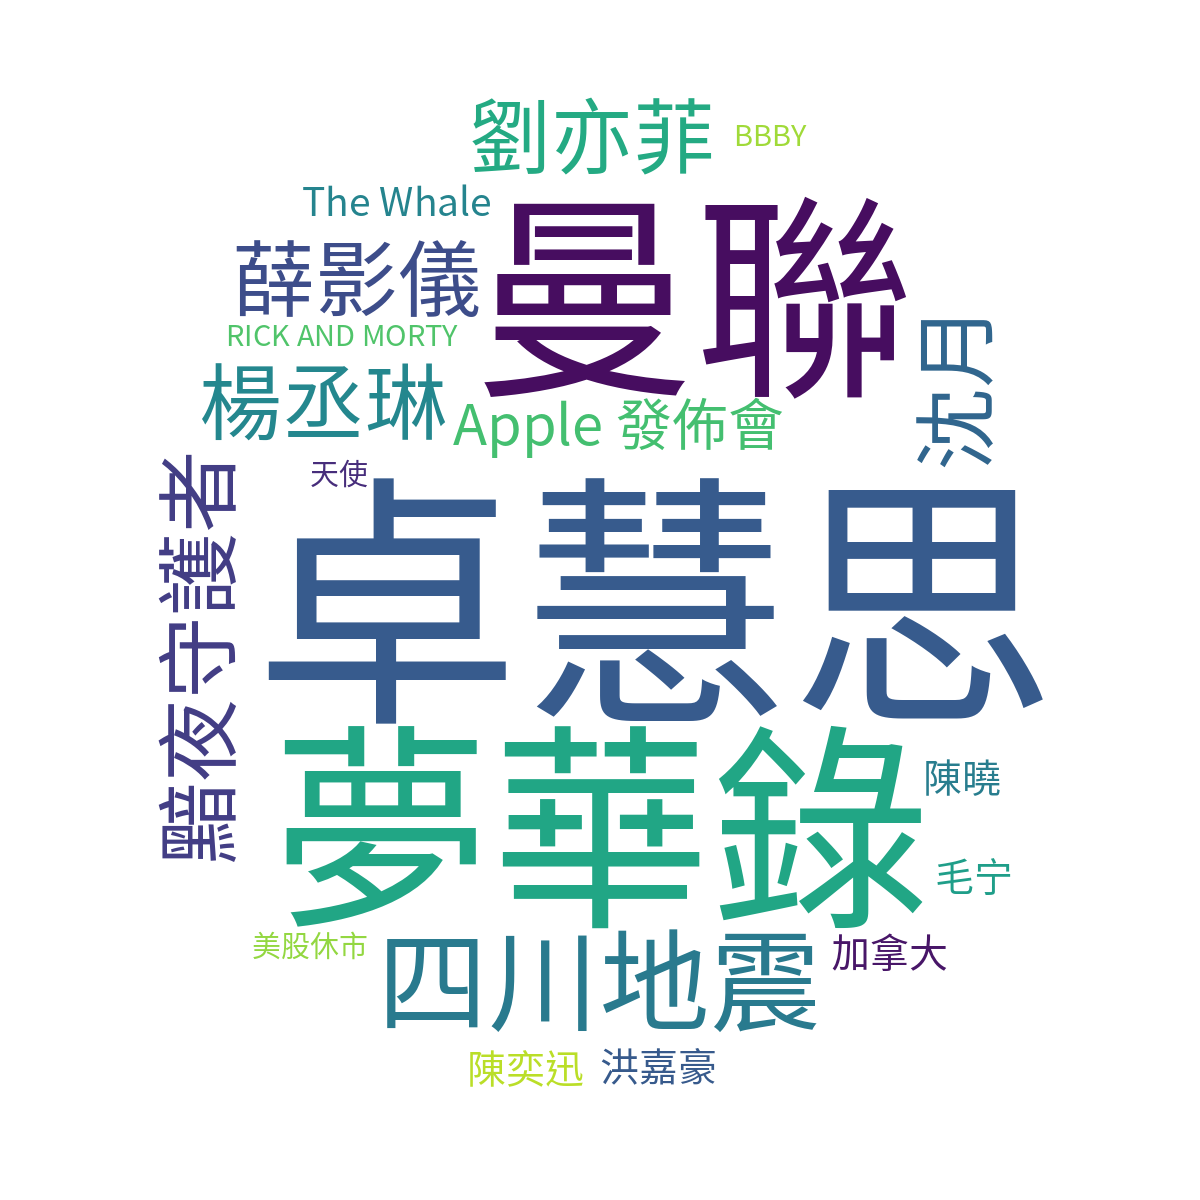 劉亦菲
BBBY
The Whale
曼聯
薛影儀
RICK AND MORTY
沈月
楊丞琳
Apple 發佈會
天使
黯夜守護者
卓慧思
夢華錄
陳曉
毛宁
美股休市
四川地震
加拿大
陳奕迅
洪嘉豪